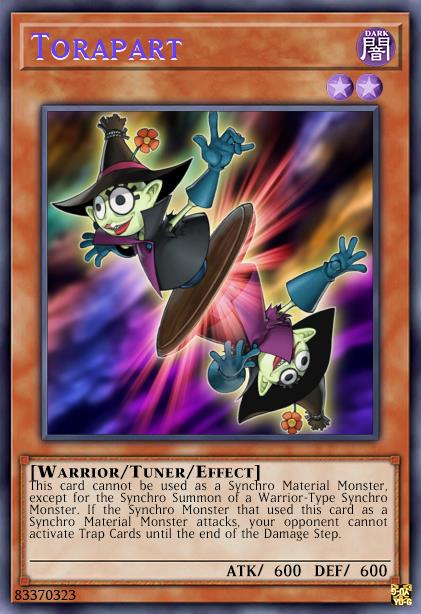 Torapart
DARK
闇
[Warrior/Tuner/Effect]
This card cannot be used as a Synchro Material Monster,
except for the Synchro Summon of a Warrior-Type Synchro
Monster. If the Synchro Monster that used this card as a
Synchro Material Monster attacks, your opponent cannot
activate Trap Cards until the end of the Damage Step.
ATK/ 600 DEF/ 600
83370323